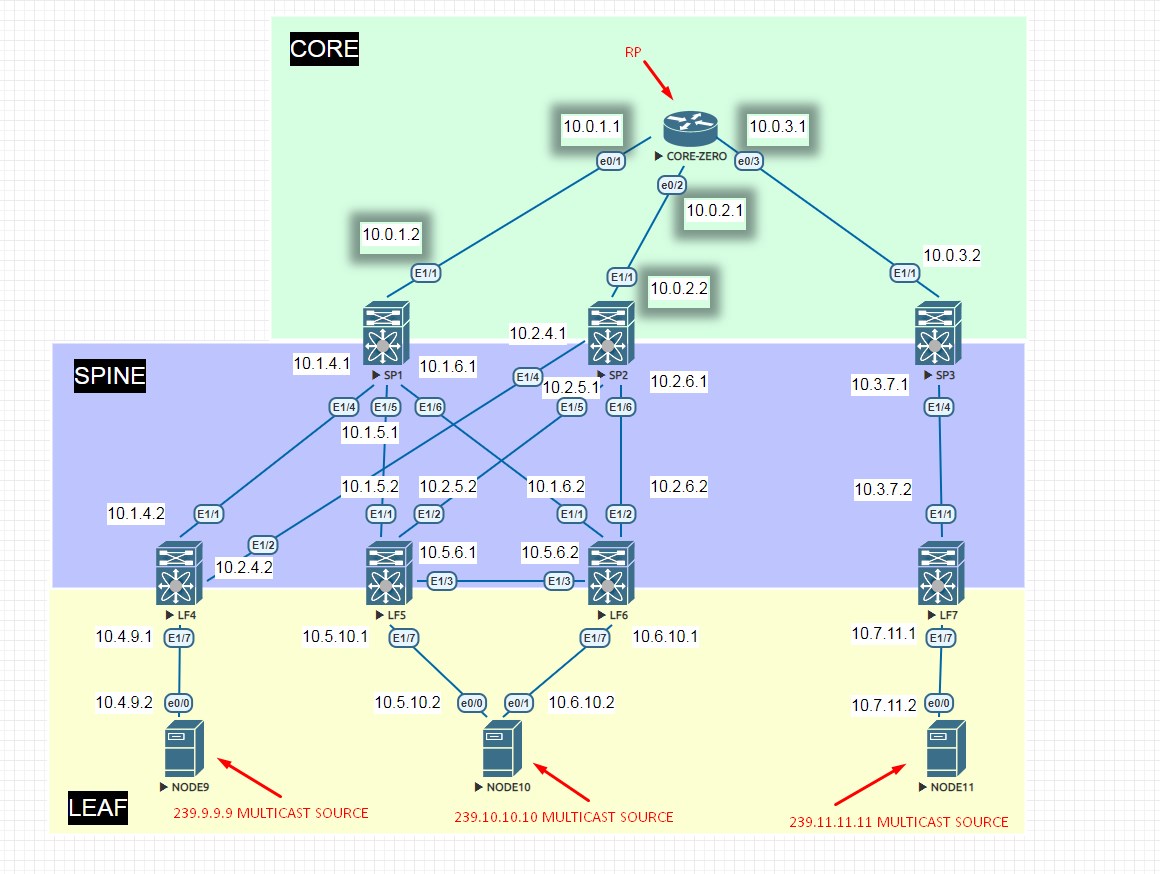 CORE
RP
10.0.1.1
10.0.3.1
CORE-ZERO
e0/1
e0/3
e0/2
10.0.2.1
10.0.1.2
10.0.3.2
E1/1
E1/1
E1/1
10.0.2.2
10.2.4.1
SPINE
10.1.4.1
10.1.6.1
SP1
SP2
SP3
E1/4
10.2.5.1
10.2.6.1
10.3.7.1
E1/4
E1/5
E1/6
E1/5
E1/6
E1/4
10.1.5.1
10.1.5.2
10.2.5.2
10.1.6.2
10.2.6.2
10.3.7.2
10.1.4.2
E1/1
E1/1
E1/2
E1/1
E1/2
E1/1
E1/2
10.2.4.2
10.5.6.1
10.5.6.2
E1/3
E1/3
LF4
LF5
LF6
LF7
10.4.9.1
E1/7
10.5.10.1
E1/7
E1/7
10.6.10.1
10.7.11.1
E1/7
10.4.9.2
e0/0
10.5.10.2
e0/0
e0/1
10.6.10.2
10.7.11.2
e0/0
NODE9
NODE10
NODE11
LEAF
239.9.9.9 MULTICAST SOURCE
239.10.10.10 MULTICAST SOURCE
239.11.11.11 MULTICAST SOURCE